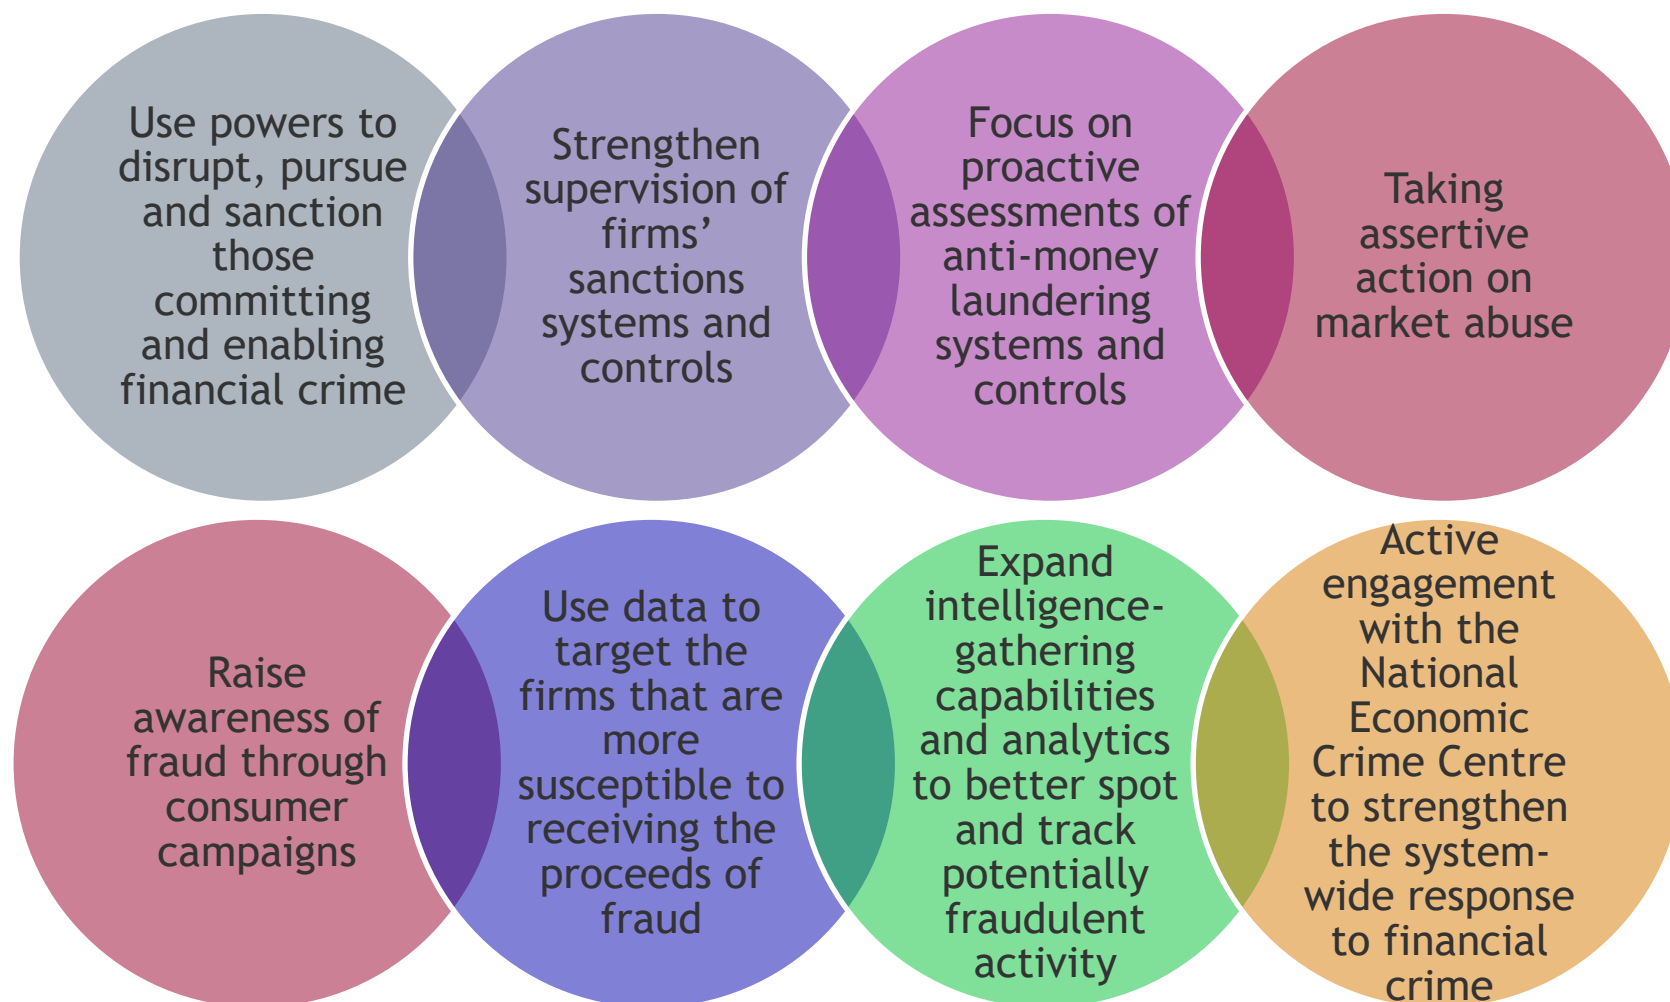 Use powers to
disrupt, pursue
and sanction
those
committing
and enabling
financial crime
Strengthen
supervision of
firms’
sanctions
systems and
controls
Focus on
proactive
assessments of
anti-money
laundering
systems and
controls
Taking
assertive
action on
market abuse
Raise
awareness of
fraud through
consumer
campaigns
Use data to
target the
firms that are
more
susceptible to
receiving the
proceeds of
fraud
Expand
intelligence-
gathering
capabilities
and analytics
to better spot
and track
potentially
fraudulent
activity
Active
engagement
with the
National
Economic
Crime Centre
to strengthen
the system-
wide response
to financial
crime